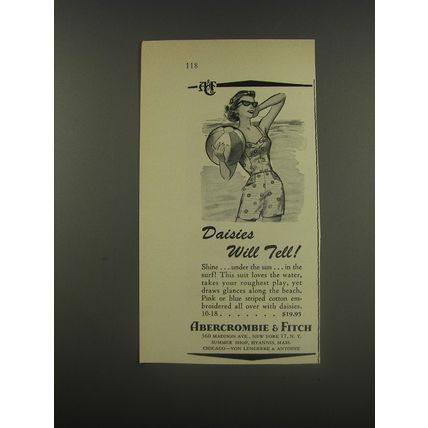 118
A&F
Daisies
Will Tell!
Shine . . . under the sun . . . in the
surf! This suit loves the water,
takes your roughest play, yet
draws glances along the beach.
Pink or blue striped cotton em-
broidered all over with daisies.
10-18 . . . . . . . $19.95
ABERCROMBIE & FITCH
360 MADISON AVE., NEW YORK 17, N. Y.
SUMMER SHOP, HYANNIS, MASS.
CHICAGO—VON LENGERKE & ANTOINE